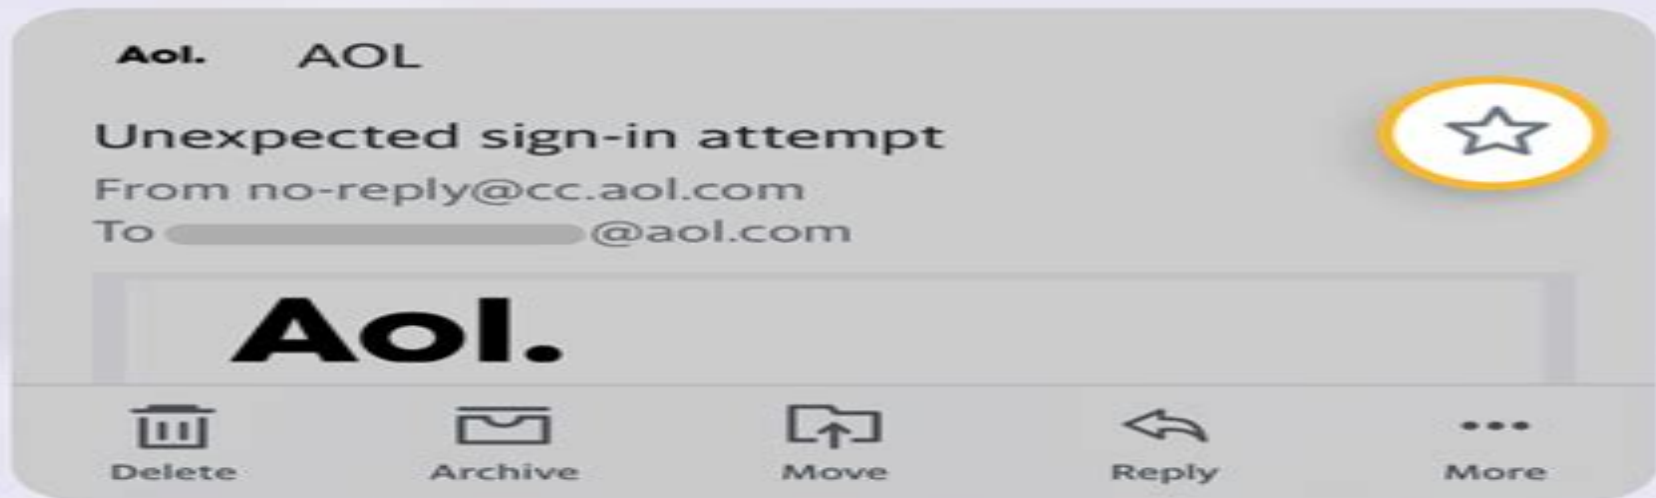 Aol. AOL
Unexpected sign-in attempt
From no-reply@cc.aol.com
To @aol.com
Aol.
Delete Archive Move Reply More